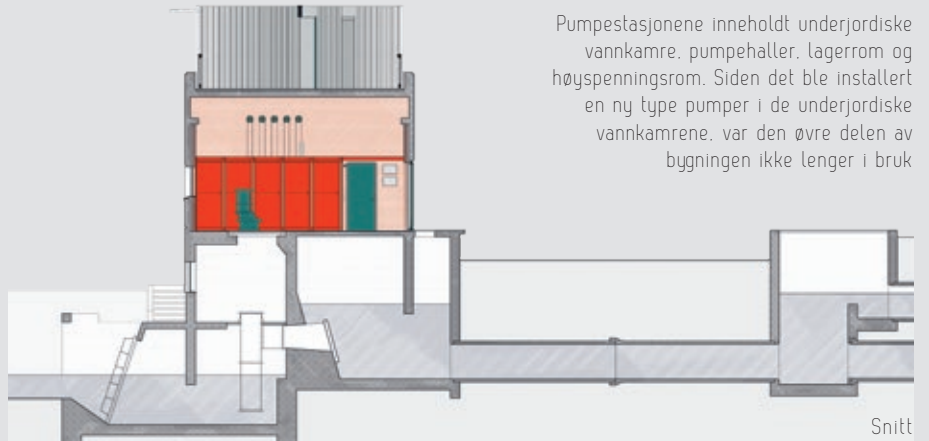 Pumpestasjonene inneholdt underjordiske
vannkamre, pumpehaller, lagerrom og
høyspenningsrom. Siden det ble installert
en ny type pumper i de underjordiske
vannkamrene, var den øvre delen av
bygningen ikke lenger i bruk
Snitt